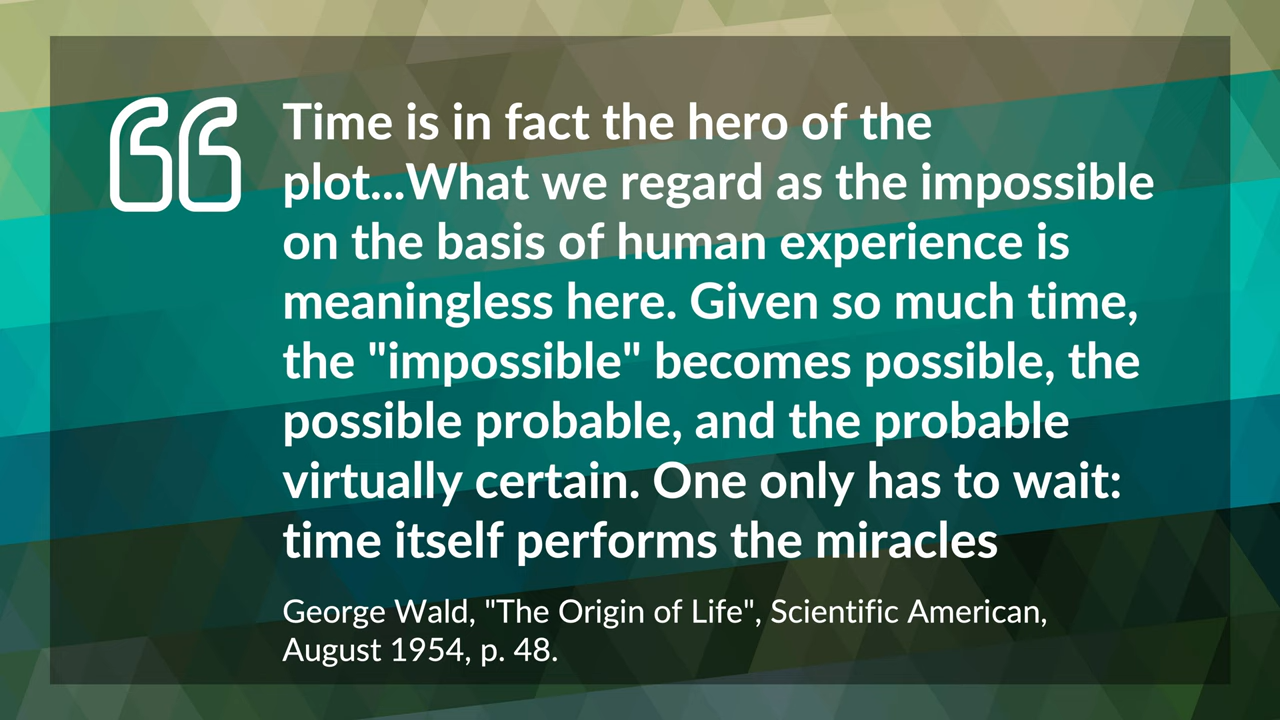 Time is in fact the hero of the
plot...What we regard as the impossible
on the basis of human experience is
meaningless here. Given so much time,
the "impossible" becomes possible, the
possible probable, and the probable
virtually certain. One only has to wait:
time itself performs the miracles
George Wald, "The Origin of Life", Scientific American,
August 1954, p. 48.